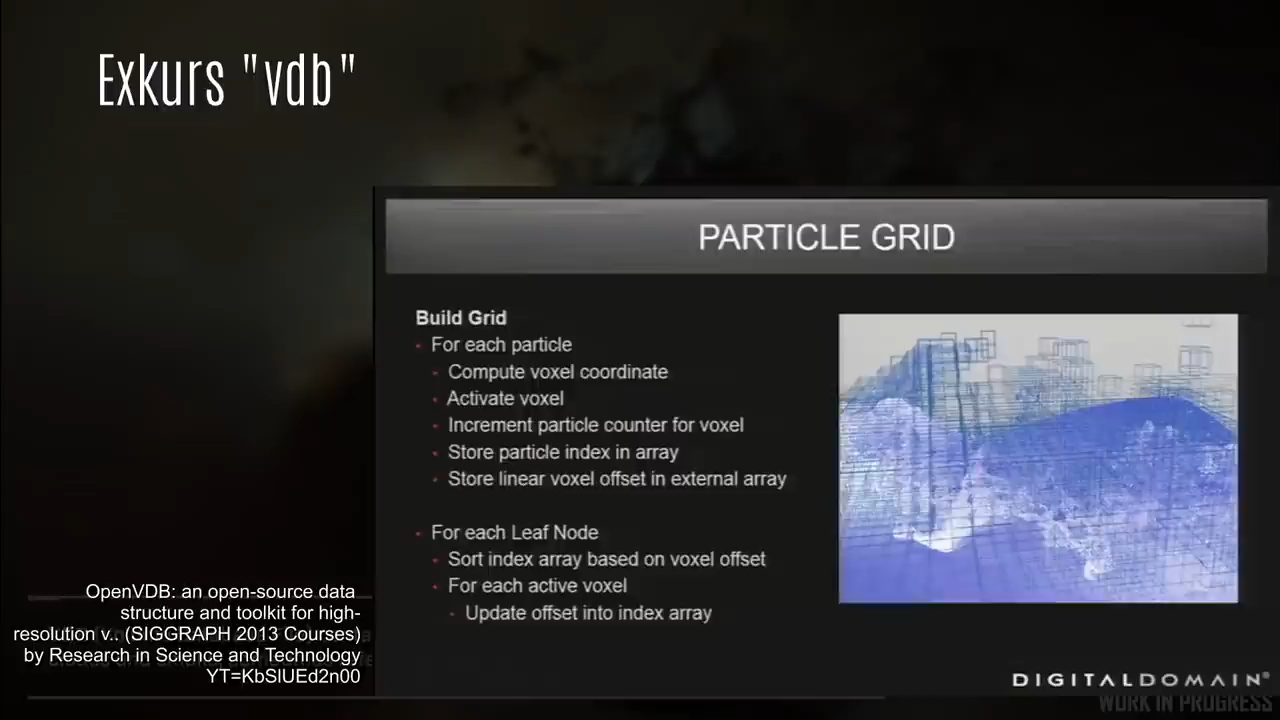 Exkurs "vdb"
PARTICLE GRID
Build Grid
For each particle
Compute voxel coordinate
Activate voxel
Increment particle counter for voxel
Store particle index in array
Store linear voxel offset in external array
For each Leaf Node
Sort index array based on voxel offset
For each active voxel
Update offset into index array
OpenVDB: an open-source data
structure and toolkit for high-
resolution v.. (SIGGRAPH 2013 Courses)
by Research in Science and Technology
YT=KbSlUEd2n00
DIGITALDOMAIN®
WORK IN PROGRESS